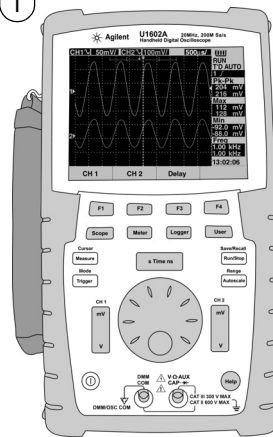 1
Agilent U1602A 20MHz, 200M Sa/s
Handheld Digital Oscilloscope
CH1 50mV/ CH2 100mV/ 500µs/
RUN
T'D AUTO
1
Pk-Pk
204 mV
216 mV
Max
112 mV
128 mV
Min
-92.0 mV
-88.0 mV
Freq
1.00 kHz
1.00 kHz
13:02:06
1
2
CH 1 CH 2 Delay
F1 F2 F3 F4
Scope Meter Logger User
Cursor Save/Recall
Measure s Time ns Run/Stop
Mode Range
Trigger Autoscale
CH 1 CH 2
mV mV
V V
DMM COM V·Ω·AUX CAP
Help
DMM/OSC COM
CAT III 300 V MAX
CAT II 600 V MAX